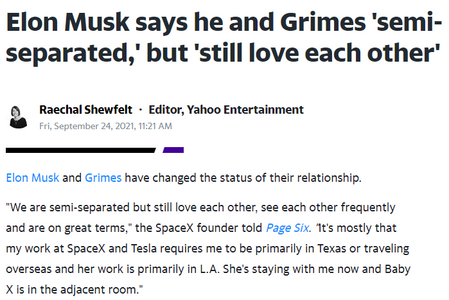 Elon Musk says he and Grimes 'semi-
separated,' but 'still love each other'
Raechal Shewfelt · Editor, Yahoo Entertainment
Fri, September 24, 2021, 11:21 AM
Elon Musk and Grimes have changed the status of their relationship.
"We are semi-separated but still love each other, see each other frequently
and are on great terms," the SpaceX founder told Page Six. "It's mostly that
my work at SpaceX and Tesla requires me to be primarily in Texas or traveling
overseas and her work is primarily in L.A. She's staying with me now and Baby
X is in the adjacent room."